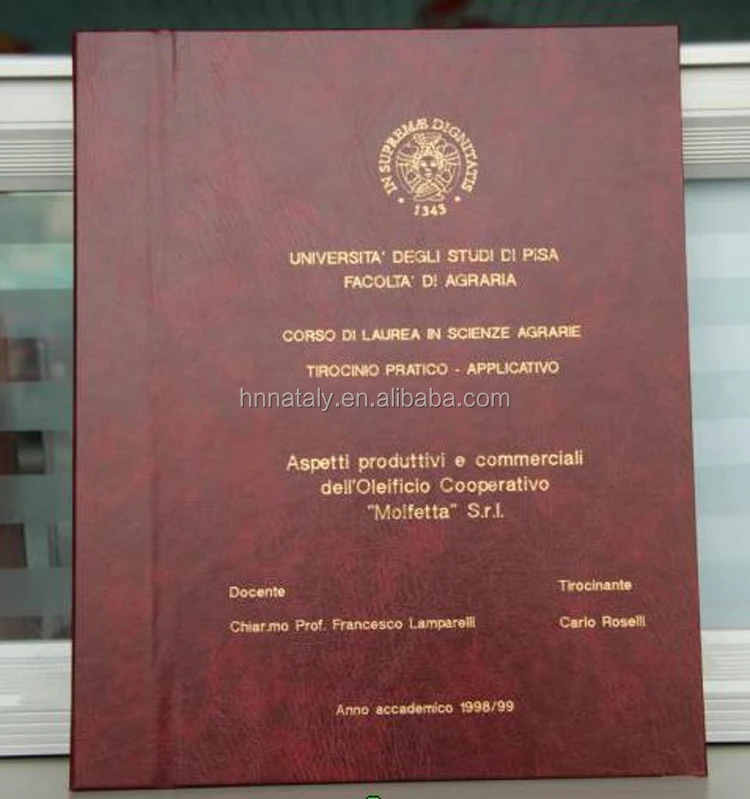 IN SUPREMÆ DIGNITATIS
1343
UNIVERSITA' DEGLI STUDI DI PISA
FACOLTA' DI AGRARIA
CORSO DI LAUREA IN SCIENZE AGRARIE
TIROCINIO PRATICO - APPLICATIVO
hnnataly.en.alibaba.com
Aspetti produttivi e commerciali
dell'Oleificio Cooperativo
"Molfetta" S.r.l.
Docente
Tirocinante
Chiar.mo Prof. Francesco Lamparelli
Carlo Roselli
Anno accademico 1998/99